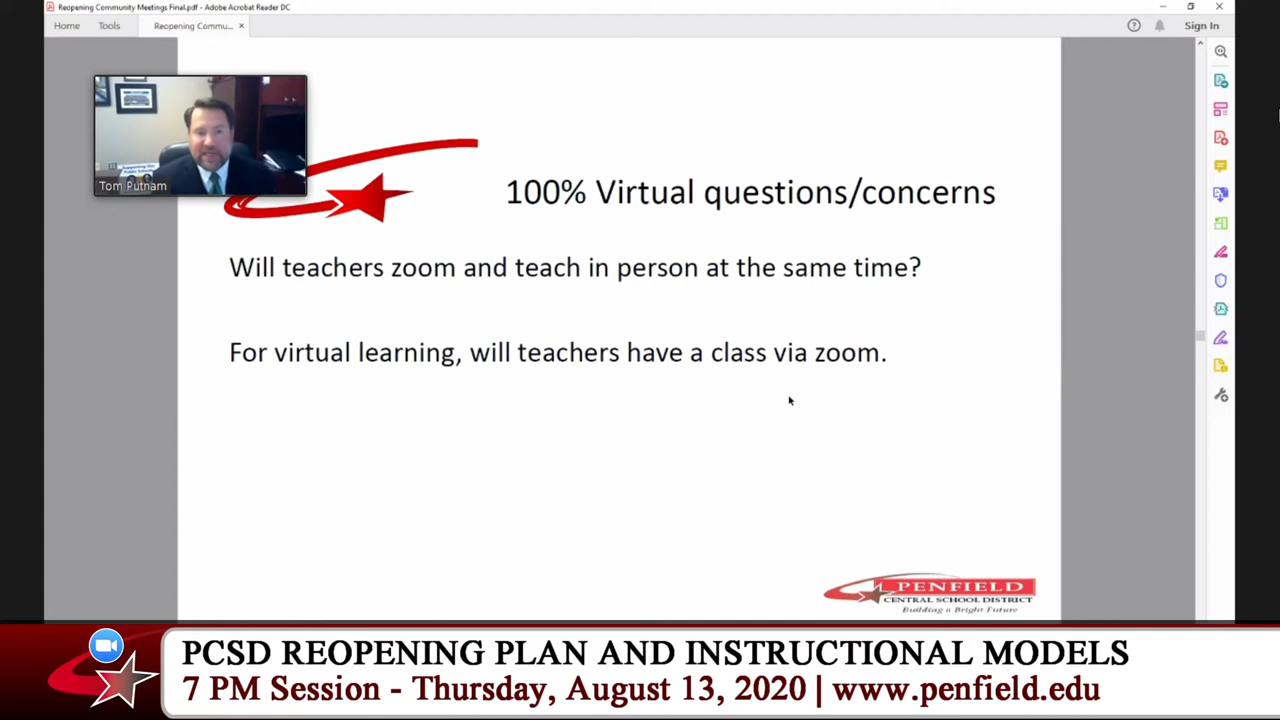 Reopening Community Meetings Final.pdf - Adobe Acrobat Reader DC
Home Tools Reopening Commu... × Sign In
Tom Putnam
100% Virtual questions/concerns
Will teachers zoom and teach in person at the same time?
For virtual learning, will teachers have a class via zoom.
PENFIELD
CENTRAL SCHOOL DISTRICT
Building a Bright Future
PCSD REOPENING PLAN AND INSTRUCTIONAL MODELS
7 PM Session - Thursday, August 13, 2020 | www.penfield.edu